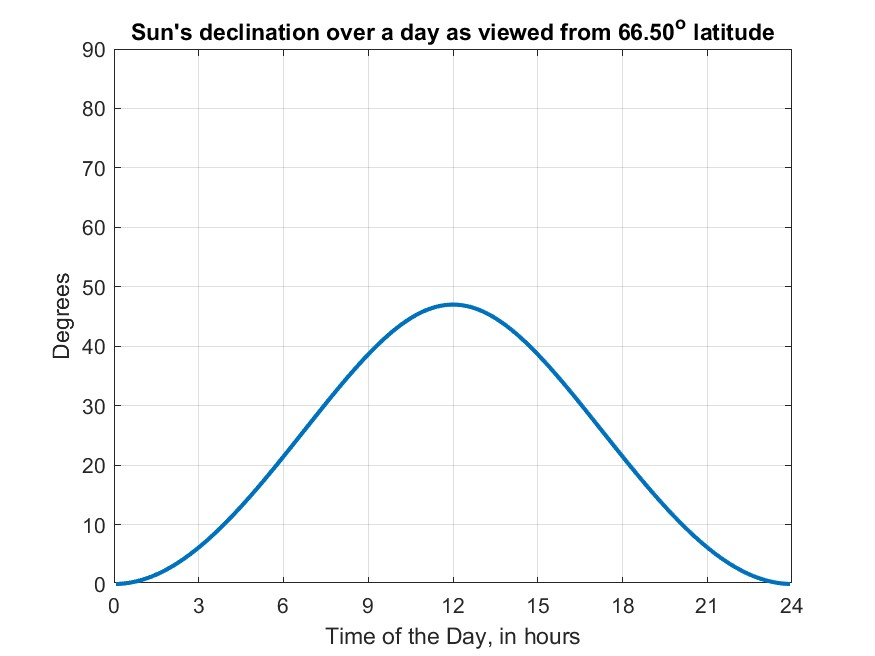 Sun's declination over a day as viewed from 66.50o latitude
90
80
70
60
50
40
30
20
10
0
Degrees
0 3 6 9 12 15 18 21 24
Time of the Day, in hours